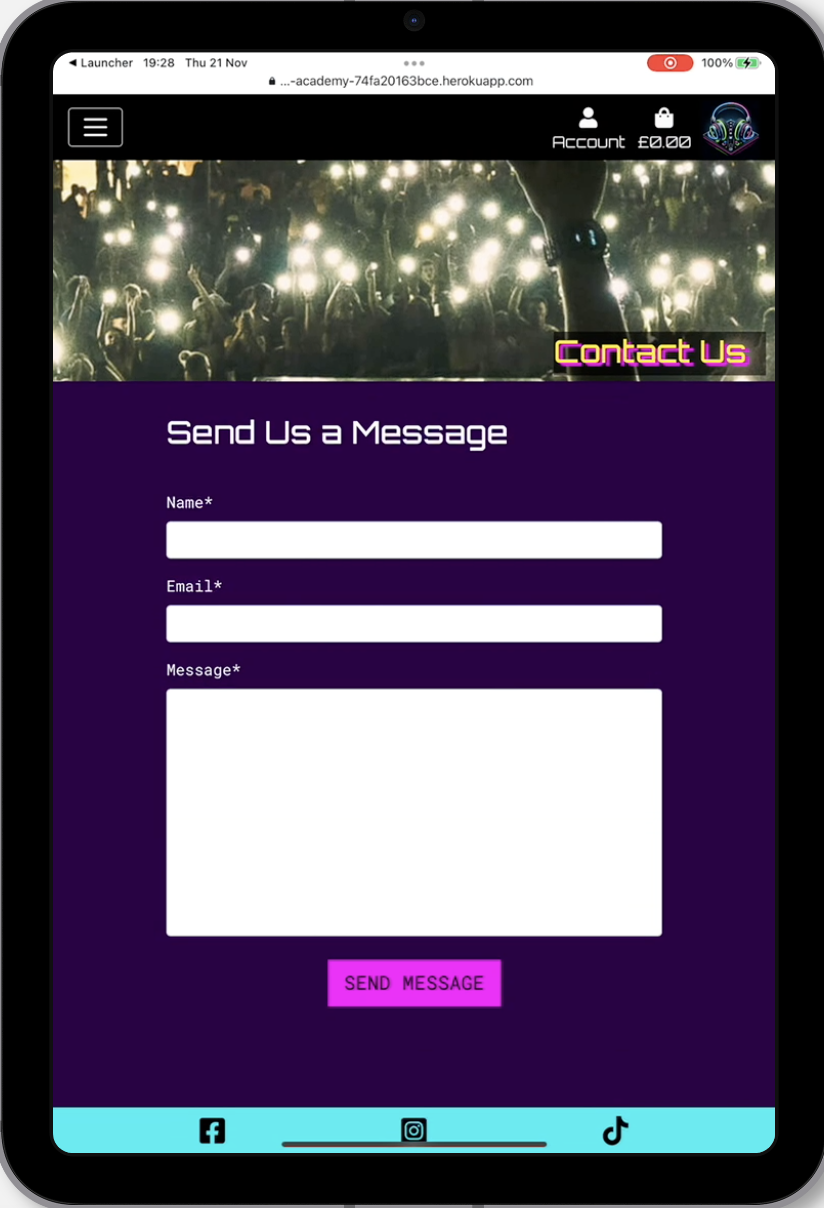 Launcher 19:28 Thu 21 Nov
100%
...-academy-74fa20163bce.herokuapp.com
Account £0.00
Contact Us
Send Us a Message
Name*
Email*
Message*
SEND MESSAGE